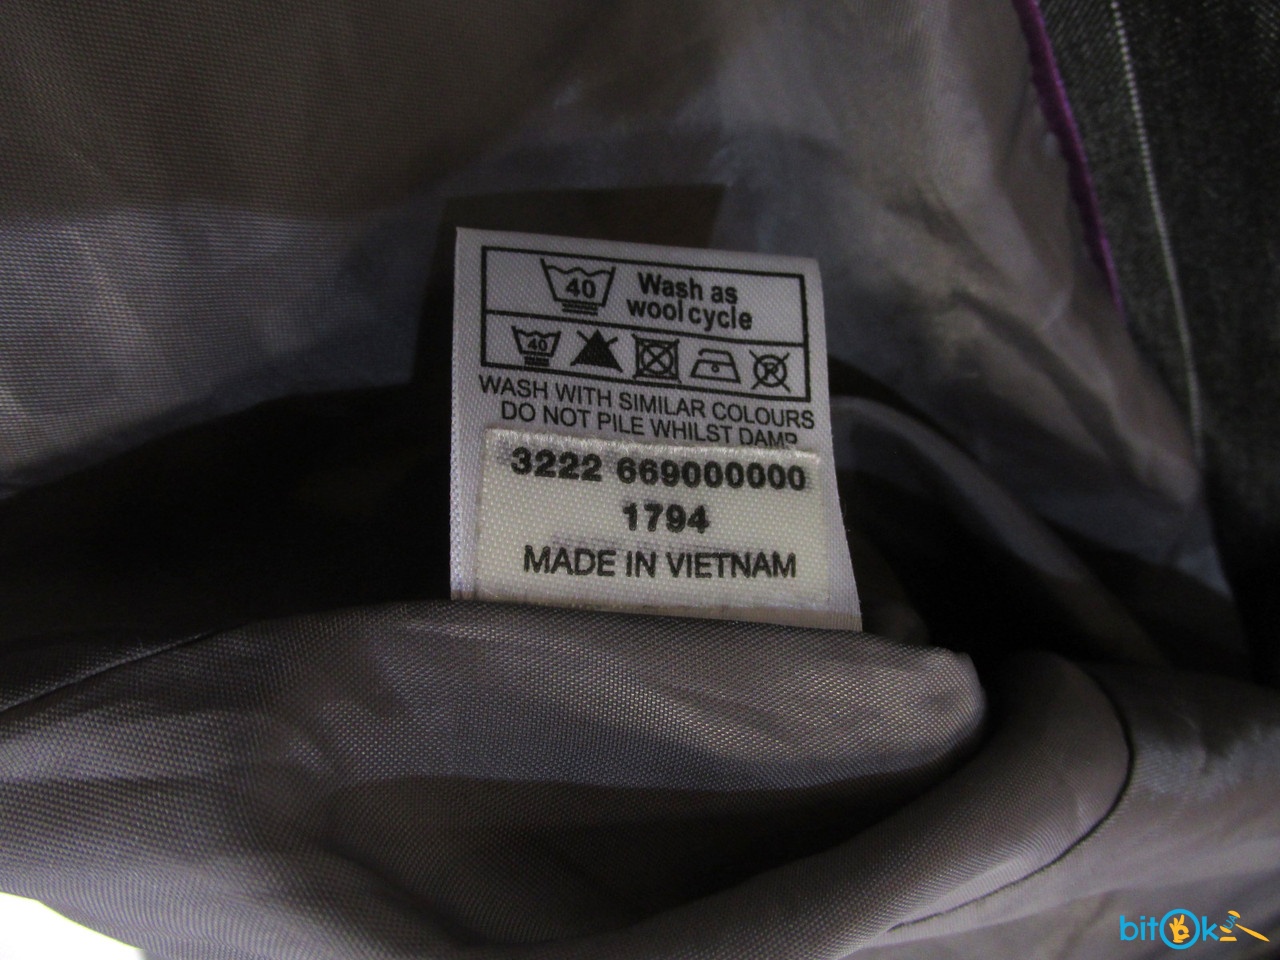 40 Wash as
wool cycle
40 R
WASH WITH SIMILAR COLOURS
DO NOT PILE WHILST DAMP
3222 669000000
1794
MADE IN VIETNAM
bitOk